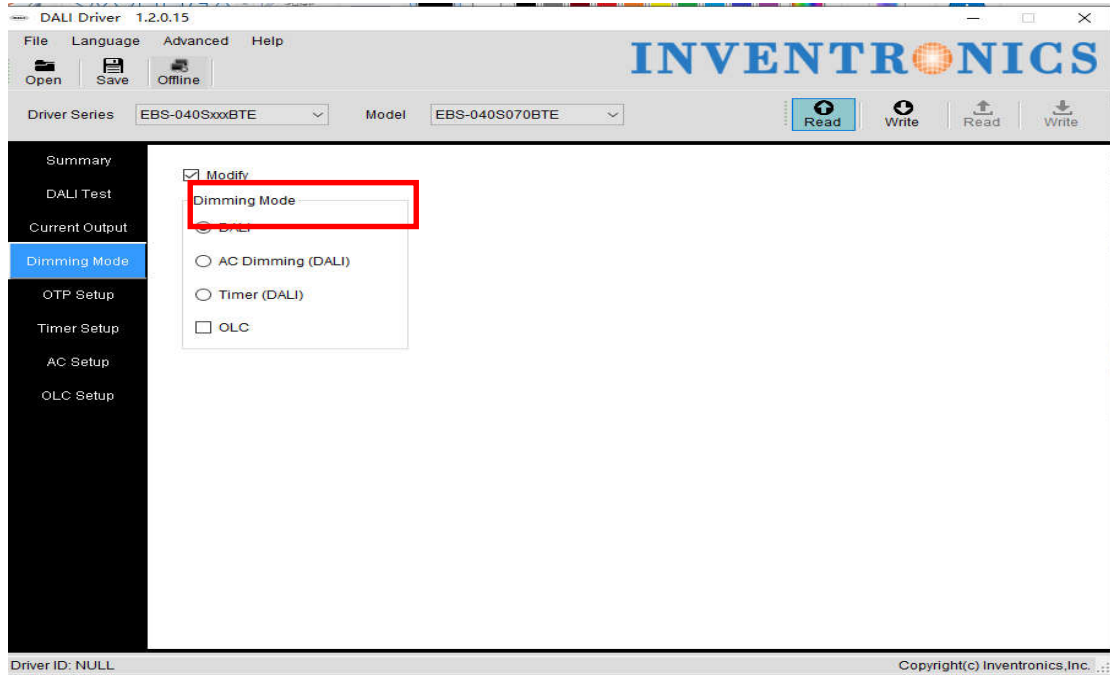 DALI Driver 1.2.0.15
File Language Advanced Help
INVENTRONICS
Open Save Offline
Driver Series EBS-040SxxxBTE Model EBS-040S070BTE Read Write Read Write
Summary
DALI Test
Current Output
Dimming Mode
OTP Setup
Timer Setup
AC Setup
OLC Setup
Modify
Dimming Mode
DALI
AC Dimming (DALI)
Timer (DALI)
OLC
Driver ID: NULL
Copyright(c) Inventronics,Inc.